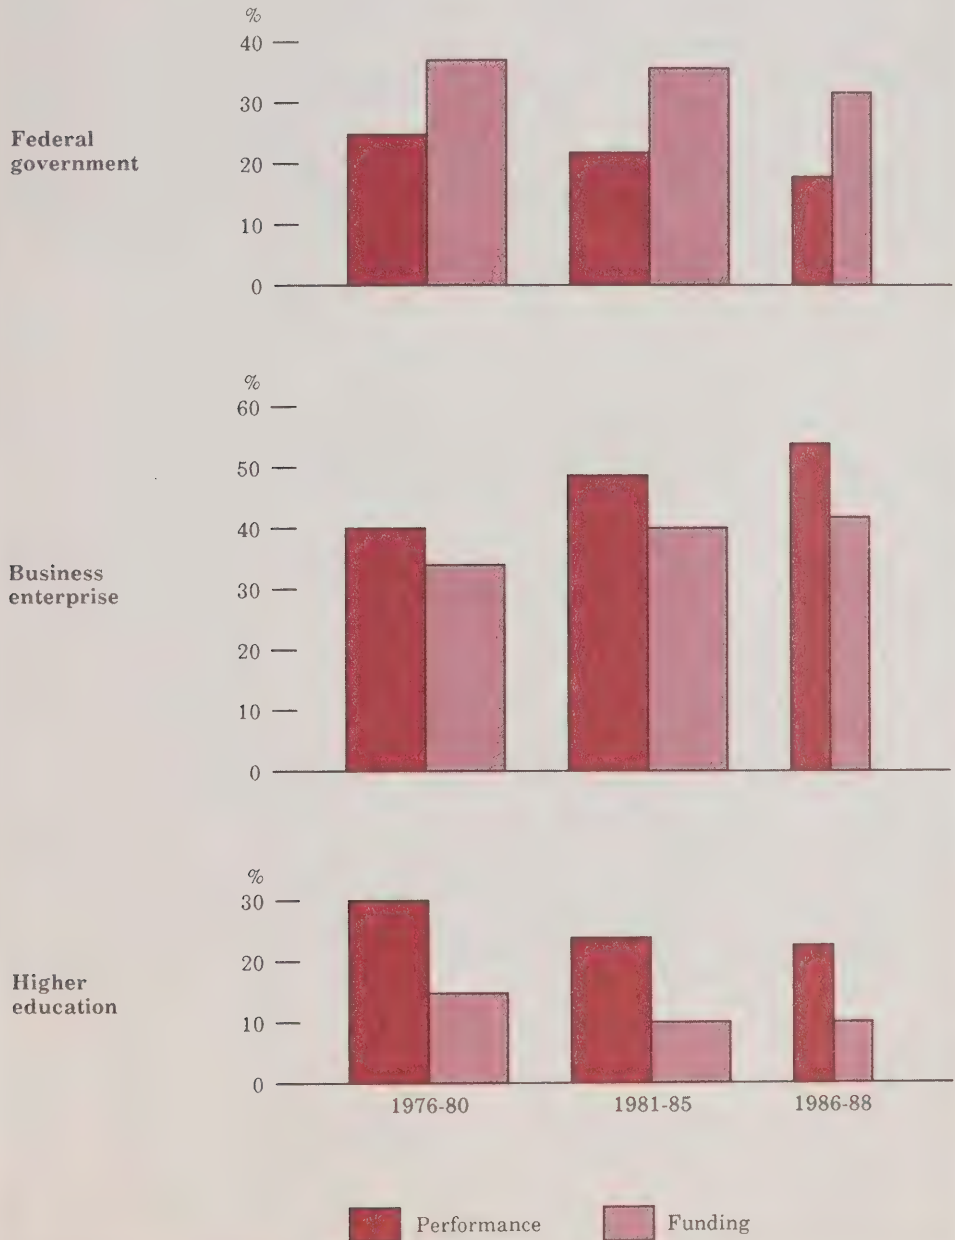 %
40
30
Federal
government
20
10
0
%
60
50
40
Business
enterprise
30
20
10
0
%
30
20
Higher
education
10
0
1976-80 1981-85 1986-88
Performance Funding